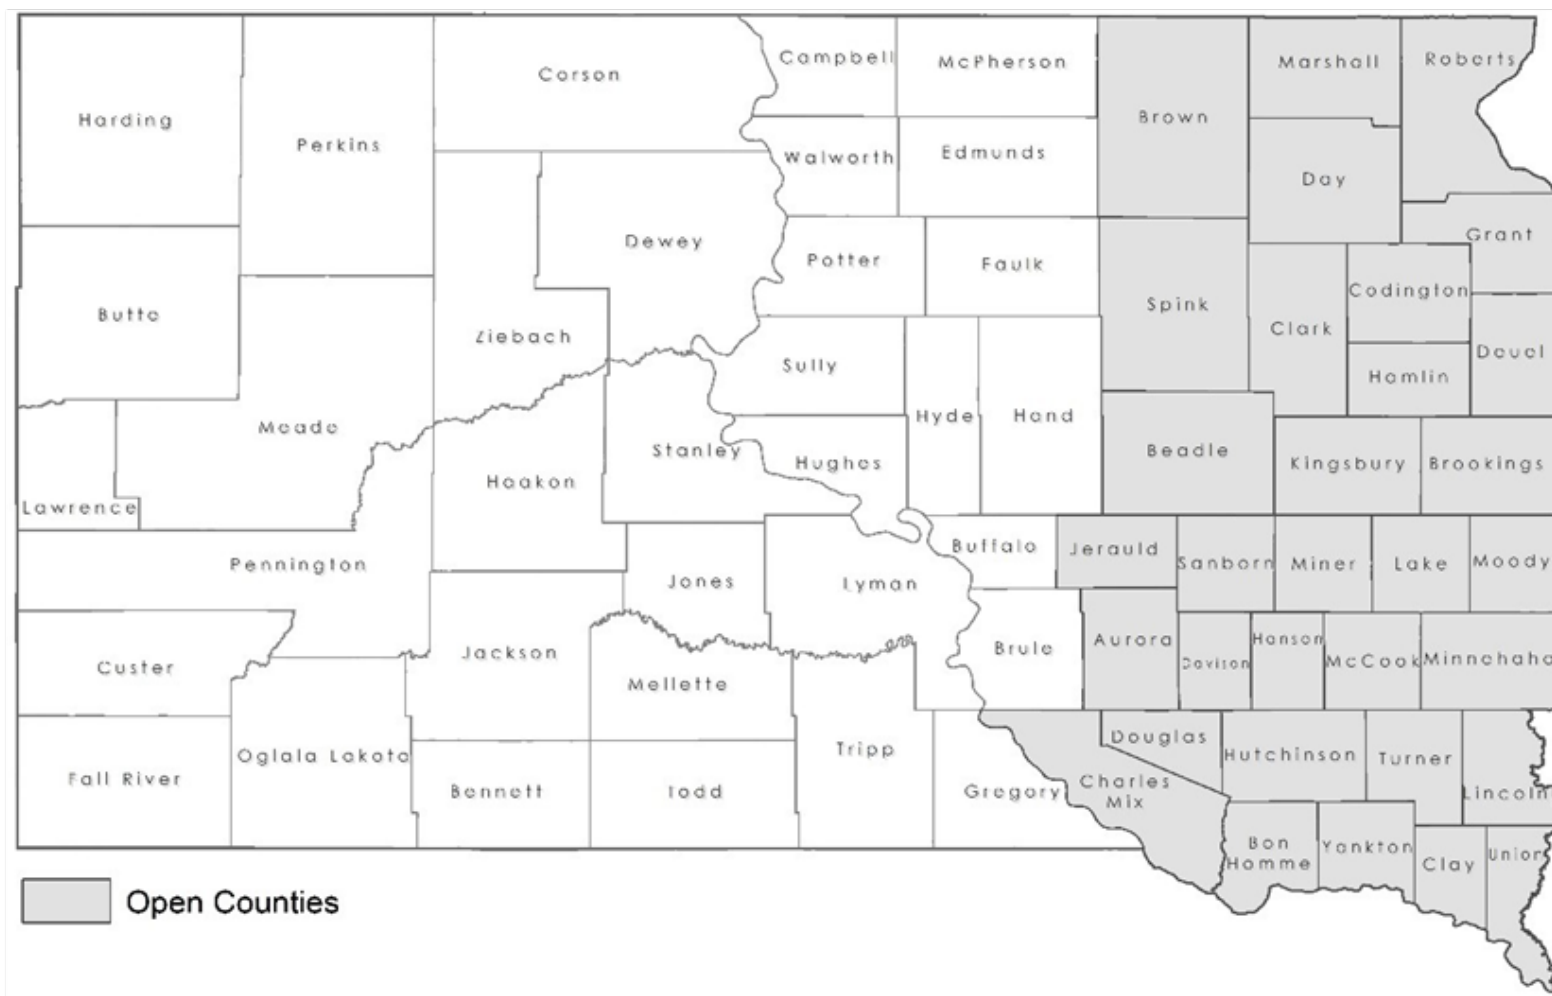 Harding
Perkins
Corson
Campbell
McPherson
Brown
Marshall
Roberts
Walworth
Edmunds
Day
Dewey
Potter
Faulk
Grant
Butte
Ziebach
Spink
Clark
Codington
Sully
Deuel
Hamlin
Meade
Stanley
Hyde
Hand
Beadle
Kingsbury
Brookings
Haakon
Hughes
Lawrence
Pennington
Jones
Lyman
Buffalo
Jerauld
Sanborn
Miner
Lake
Moody
Custer
Jackson
Mellette
Brule
Aurora
Davison
Hanson
McCook
Minnehaha
Fall River
Oglala Lakota
Bennett
Todd
Tripp
Gregory
Charles
Mix
Douglas
Hutchinson
Turner
Lincoln
Bon
Homme
Yankton
Clay
Union
Open Counties